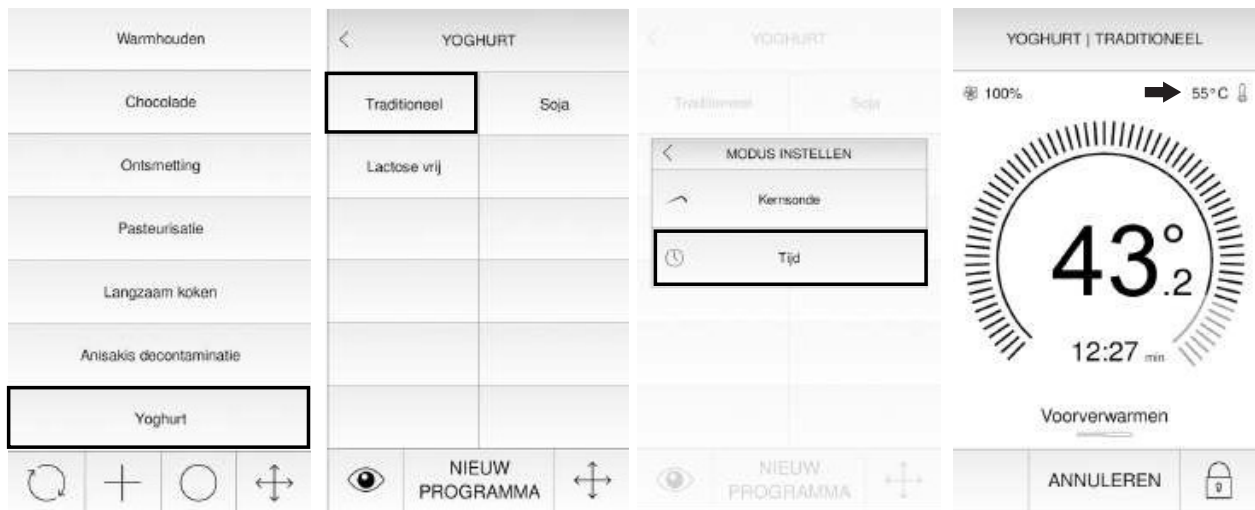 Warmhouden
Chocolade
Ontsmetting
Pasteurisatie
Langzaam koken
Anisakis decontaminatie
Yoghurt
YOGHURT
Traditioneel
Soja
Lactose vrij
NIEUW
PROGRAMMA
YOGHURT
Traditioneel
Soja
MODUS INSTELLEN
Kernsonde
Tijd
NIEUW
PROGRAMMA
YOGHURT | TRADITIONEEL
100%
55°C
43°.2
12:27 min
Voorverwarmen
ANNULEREN